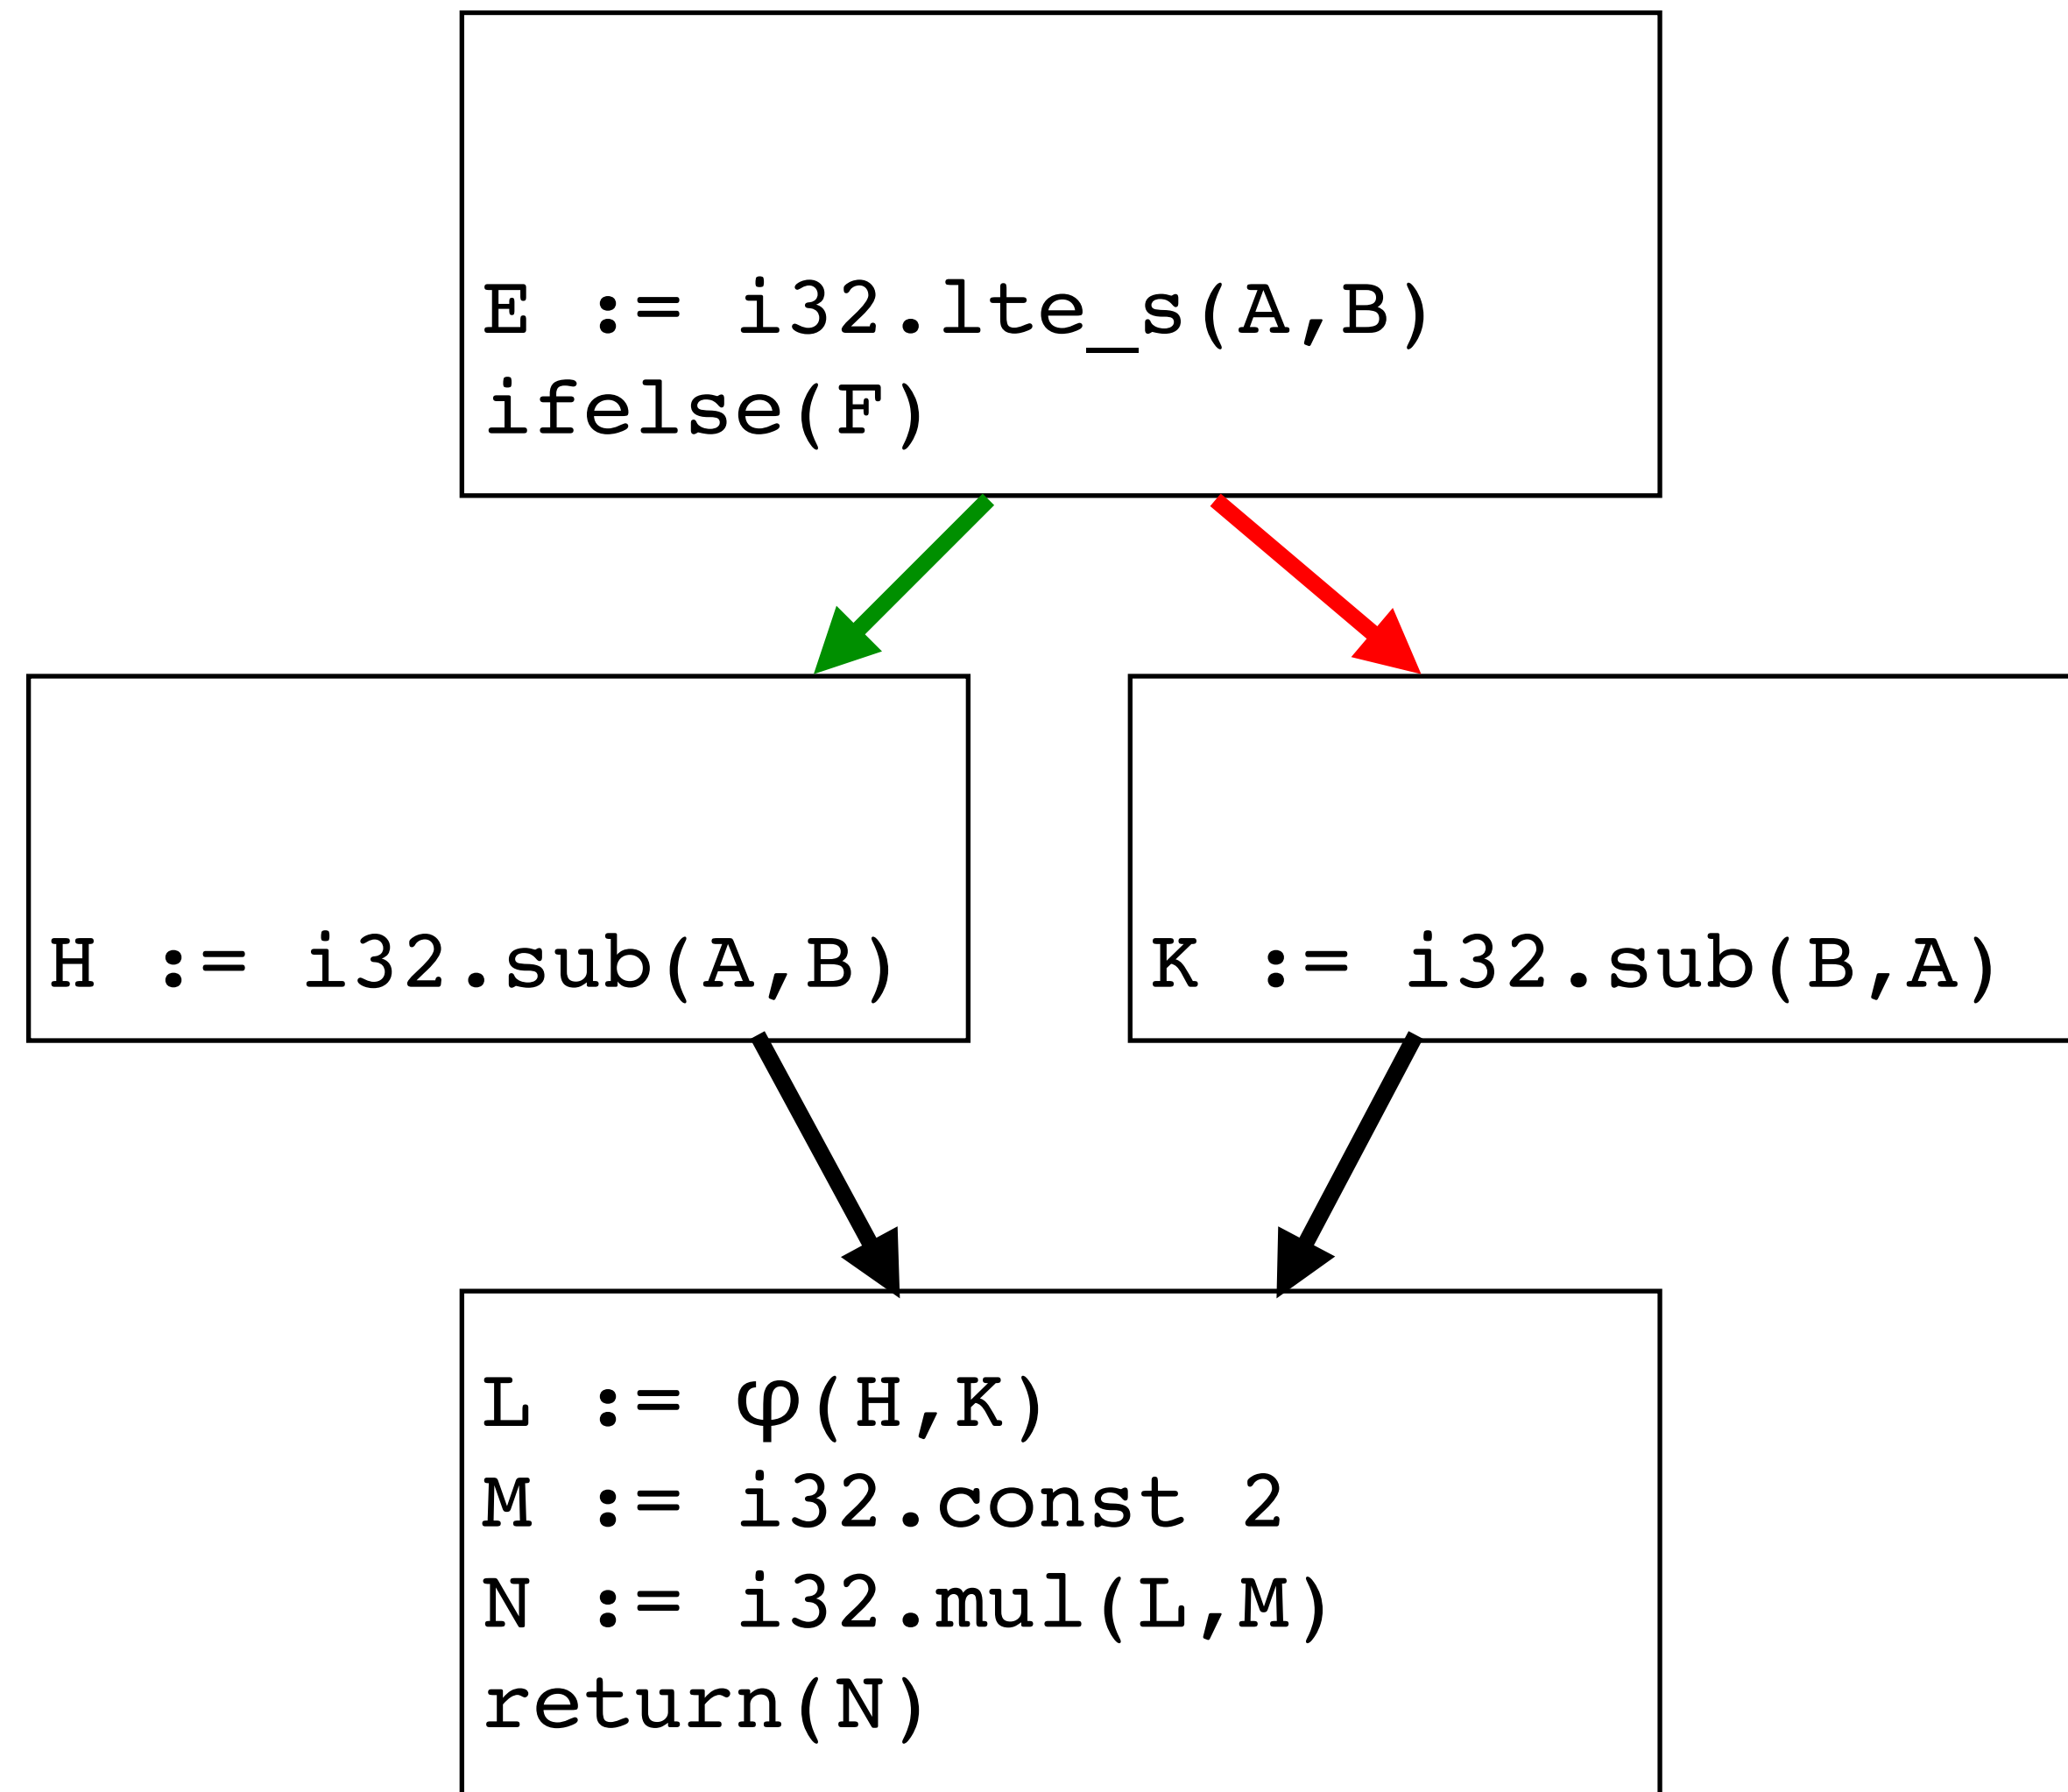 E := i32.lte_s(A,B)
ifelse(F)
H := i32.sub(A,B)
K := i32.sub(B,A)
L := φ(H,K)
M := i32.const 2
N := i32.mul(L,M)
return(N)